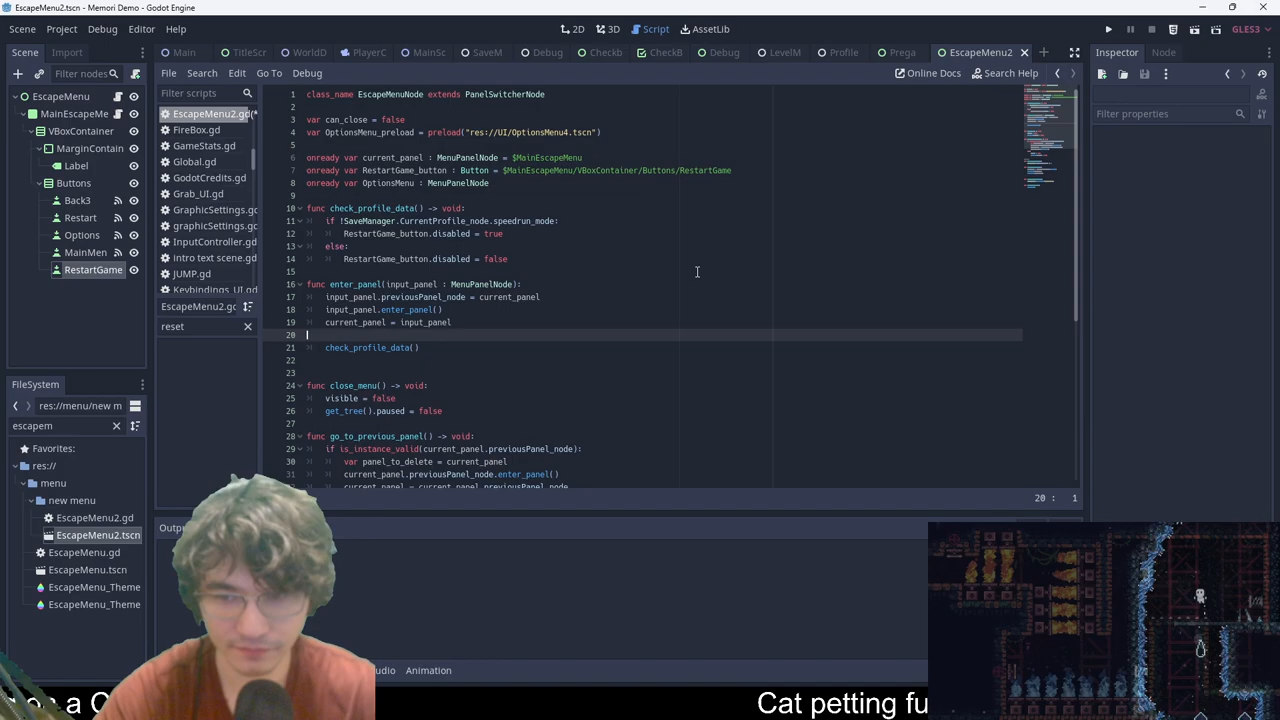 EscapeMenu2.tscn - Memori Demo - Godot Engine
Scene Project Debug Editor Help
2D 3D Script AssetLib
GLES3
Scene Import
Main TitleScr WorldD PlayerC MainSc SaveM Debug Checkb CheckB Debug LevelM Profile Prega EscapeMenu2
Inspector Node
Filter nodes
File Search Edit Go To Debug
Online Docs Search Help
EscapeMenu
MainEscapeMe
VBoxContainer
MarginContain
Label
Buttons
Back3
Restart
Options
MainMen
RestartGame
Filter scripts
EscapeMenu2.gd(*
FireBox.gd
GameStats.gd
Global.gd
GodotCredits.gd
Grab_UI.gd
GraphicSettings.gd
graphicSettings.gd
InputController.gd
intro text scene.gd
JUMP.gd
Keybindings_UI.gd
EscapeMenu2.gd
reset
Filter properties
1 class_name EscapeMenuNode extends PanelSwitcherNode
2
3 var can_close = false
4 var OptionsMenu_preload = preload("res://UI/OptionsMenu4.tscn")
5
6 onready var current_panel : MenuPanelNode = $MainEscapeMenu
7 onready var RestartGame_button : Button = $MainEscapeMenu/VBoxContainer/Buttons/RestartGame
8 onready var OptionsMenu : MenuPanelNode
9
10 func check_profile_data() -> void:
11 if !SaveManager.CurrentProfile_node.speedrun_mode:
12 RestartGame_button.disabled = true
13 else:
14 RestartGame_button.disabled = false
15
16 func enter_panel(input_panel : MenuPanelNode):
17 input_panel.previousPanel_node = current_panel
18 input_panel.enter_panel()
19 current_panel = input_panel
20
21 check_profile_data()
22
23
24 func close_menu() -> void:
25 visible = false
26 get_tree().paused = false
27
28 func go_to_previous_panel() -> void:
29 if is_instance_valid(current_panel.previousPanel_node):
30 var panel_to_delete = current_panel
31 current_panel.previousPanel_node.enter_panel()
current_panel = current_panel.previousPanel_node
20 : 1
FileSystem
res://menu/new m
escapem
Favorites:
res://
menu
new menu
EscapeMenu2.gd
EscapeMenu2.tscn
EscapeMenu.gd
EscapeMenu.tscn
EscapeMenu_Theme
EscapeMenu_Theme
Output
Animation
Cat petting fu